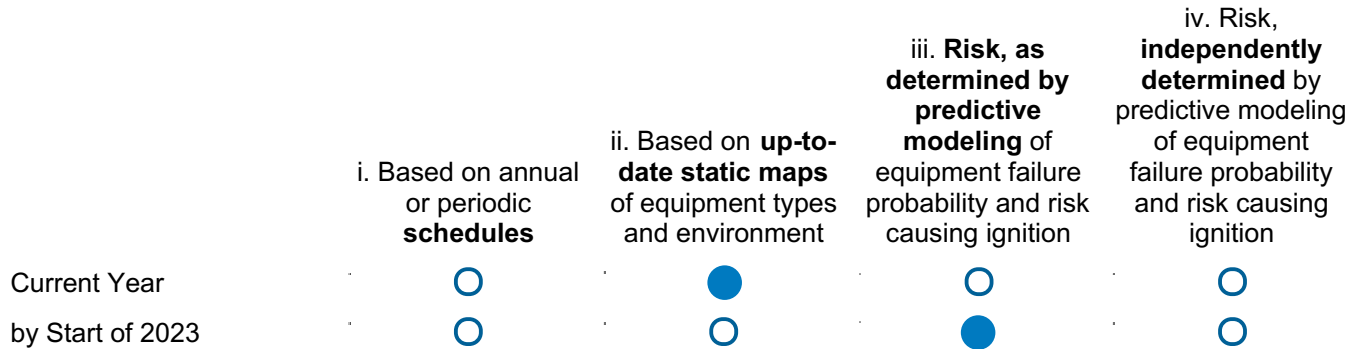 i. Based on annual
or periodic
schedules
ii. Based on up-to-
date static maps
of equipment types
and environment
iii. Risk, as
determined by
predictive
modeling of
equipment failure
probability and risk
causing ignition
iv. Risk,
independently
determined by
predictive modeling
of equipment
failure probability
and risk causing
ignition
Current Year
by Start of 2023